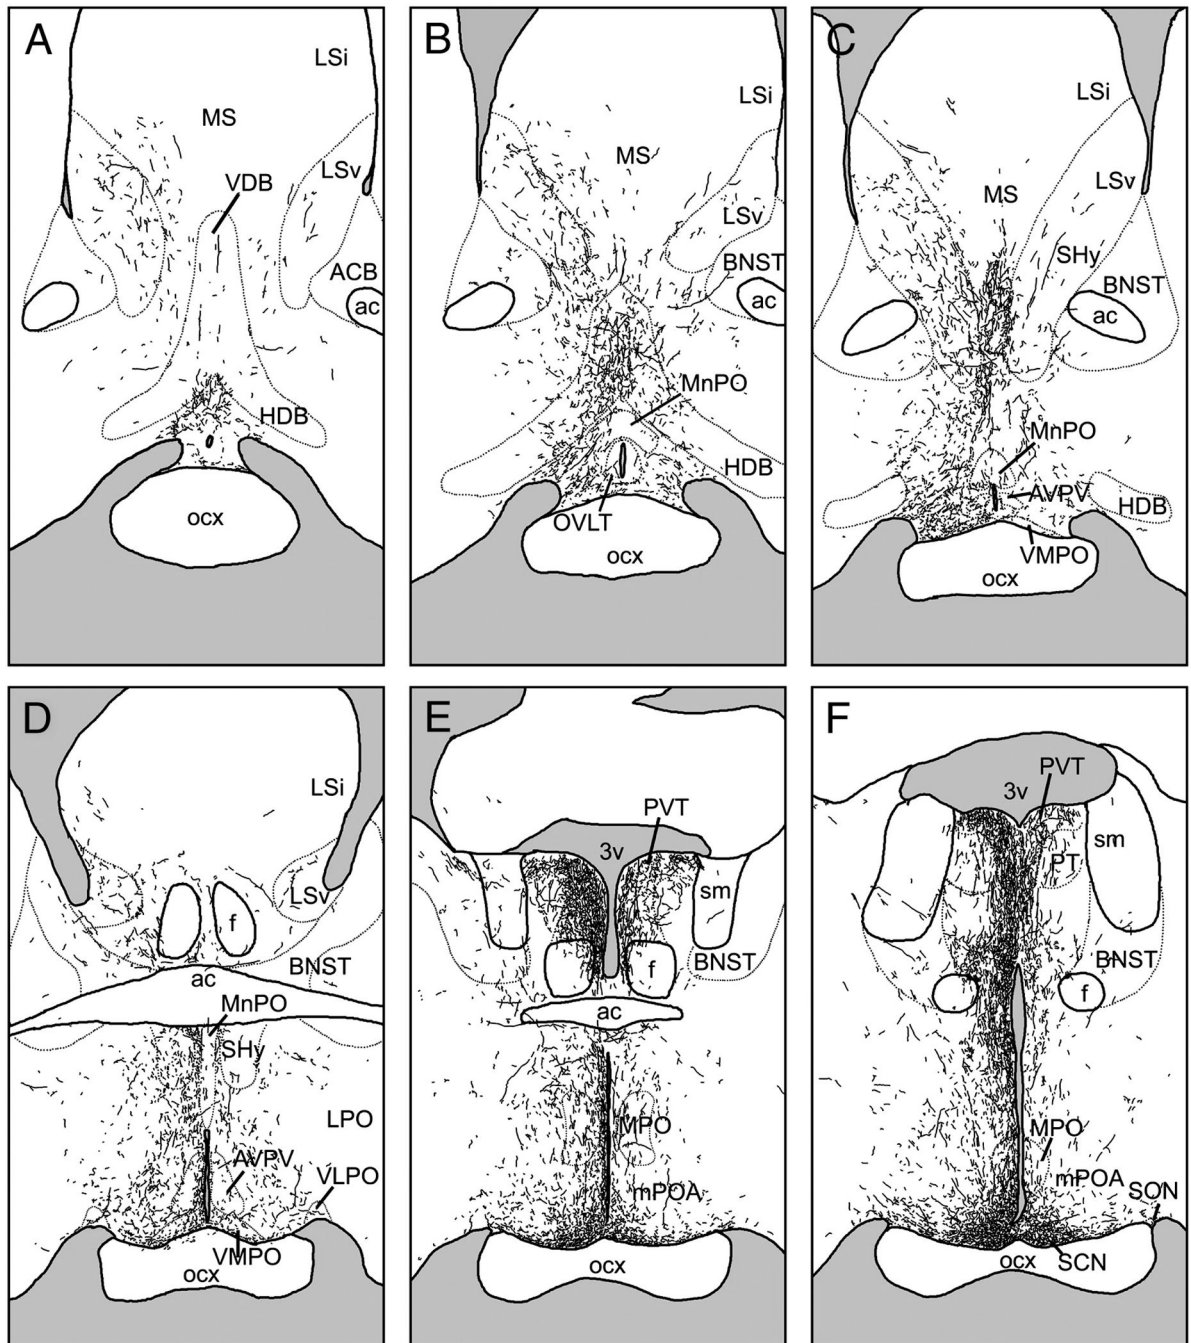 A
LSi
MS
LSv
VDB
ACB
ac
HDB
ocx
B
LSi
MS
LSv
BNST
ac
MnPO
HDB
OVLT
ocx
C
LSi
LSv
MS
SHy
BNST
ac
MnPO
AVPV
HDB
VMPO
ocx
D
LSi
LSv
f
BNST
ac
MnPO
SHy
LPO
AVPV
VLPO
VMPO
ocx
E
PVT
3v
sm
f
BNST
ac
MPO
mPOA
ocx
F
PVT
3v
sm
PT
BNST
f
MPO
mPOA
SON
SCN
ocx